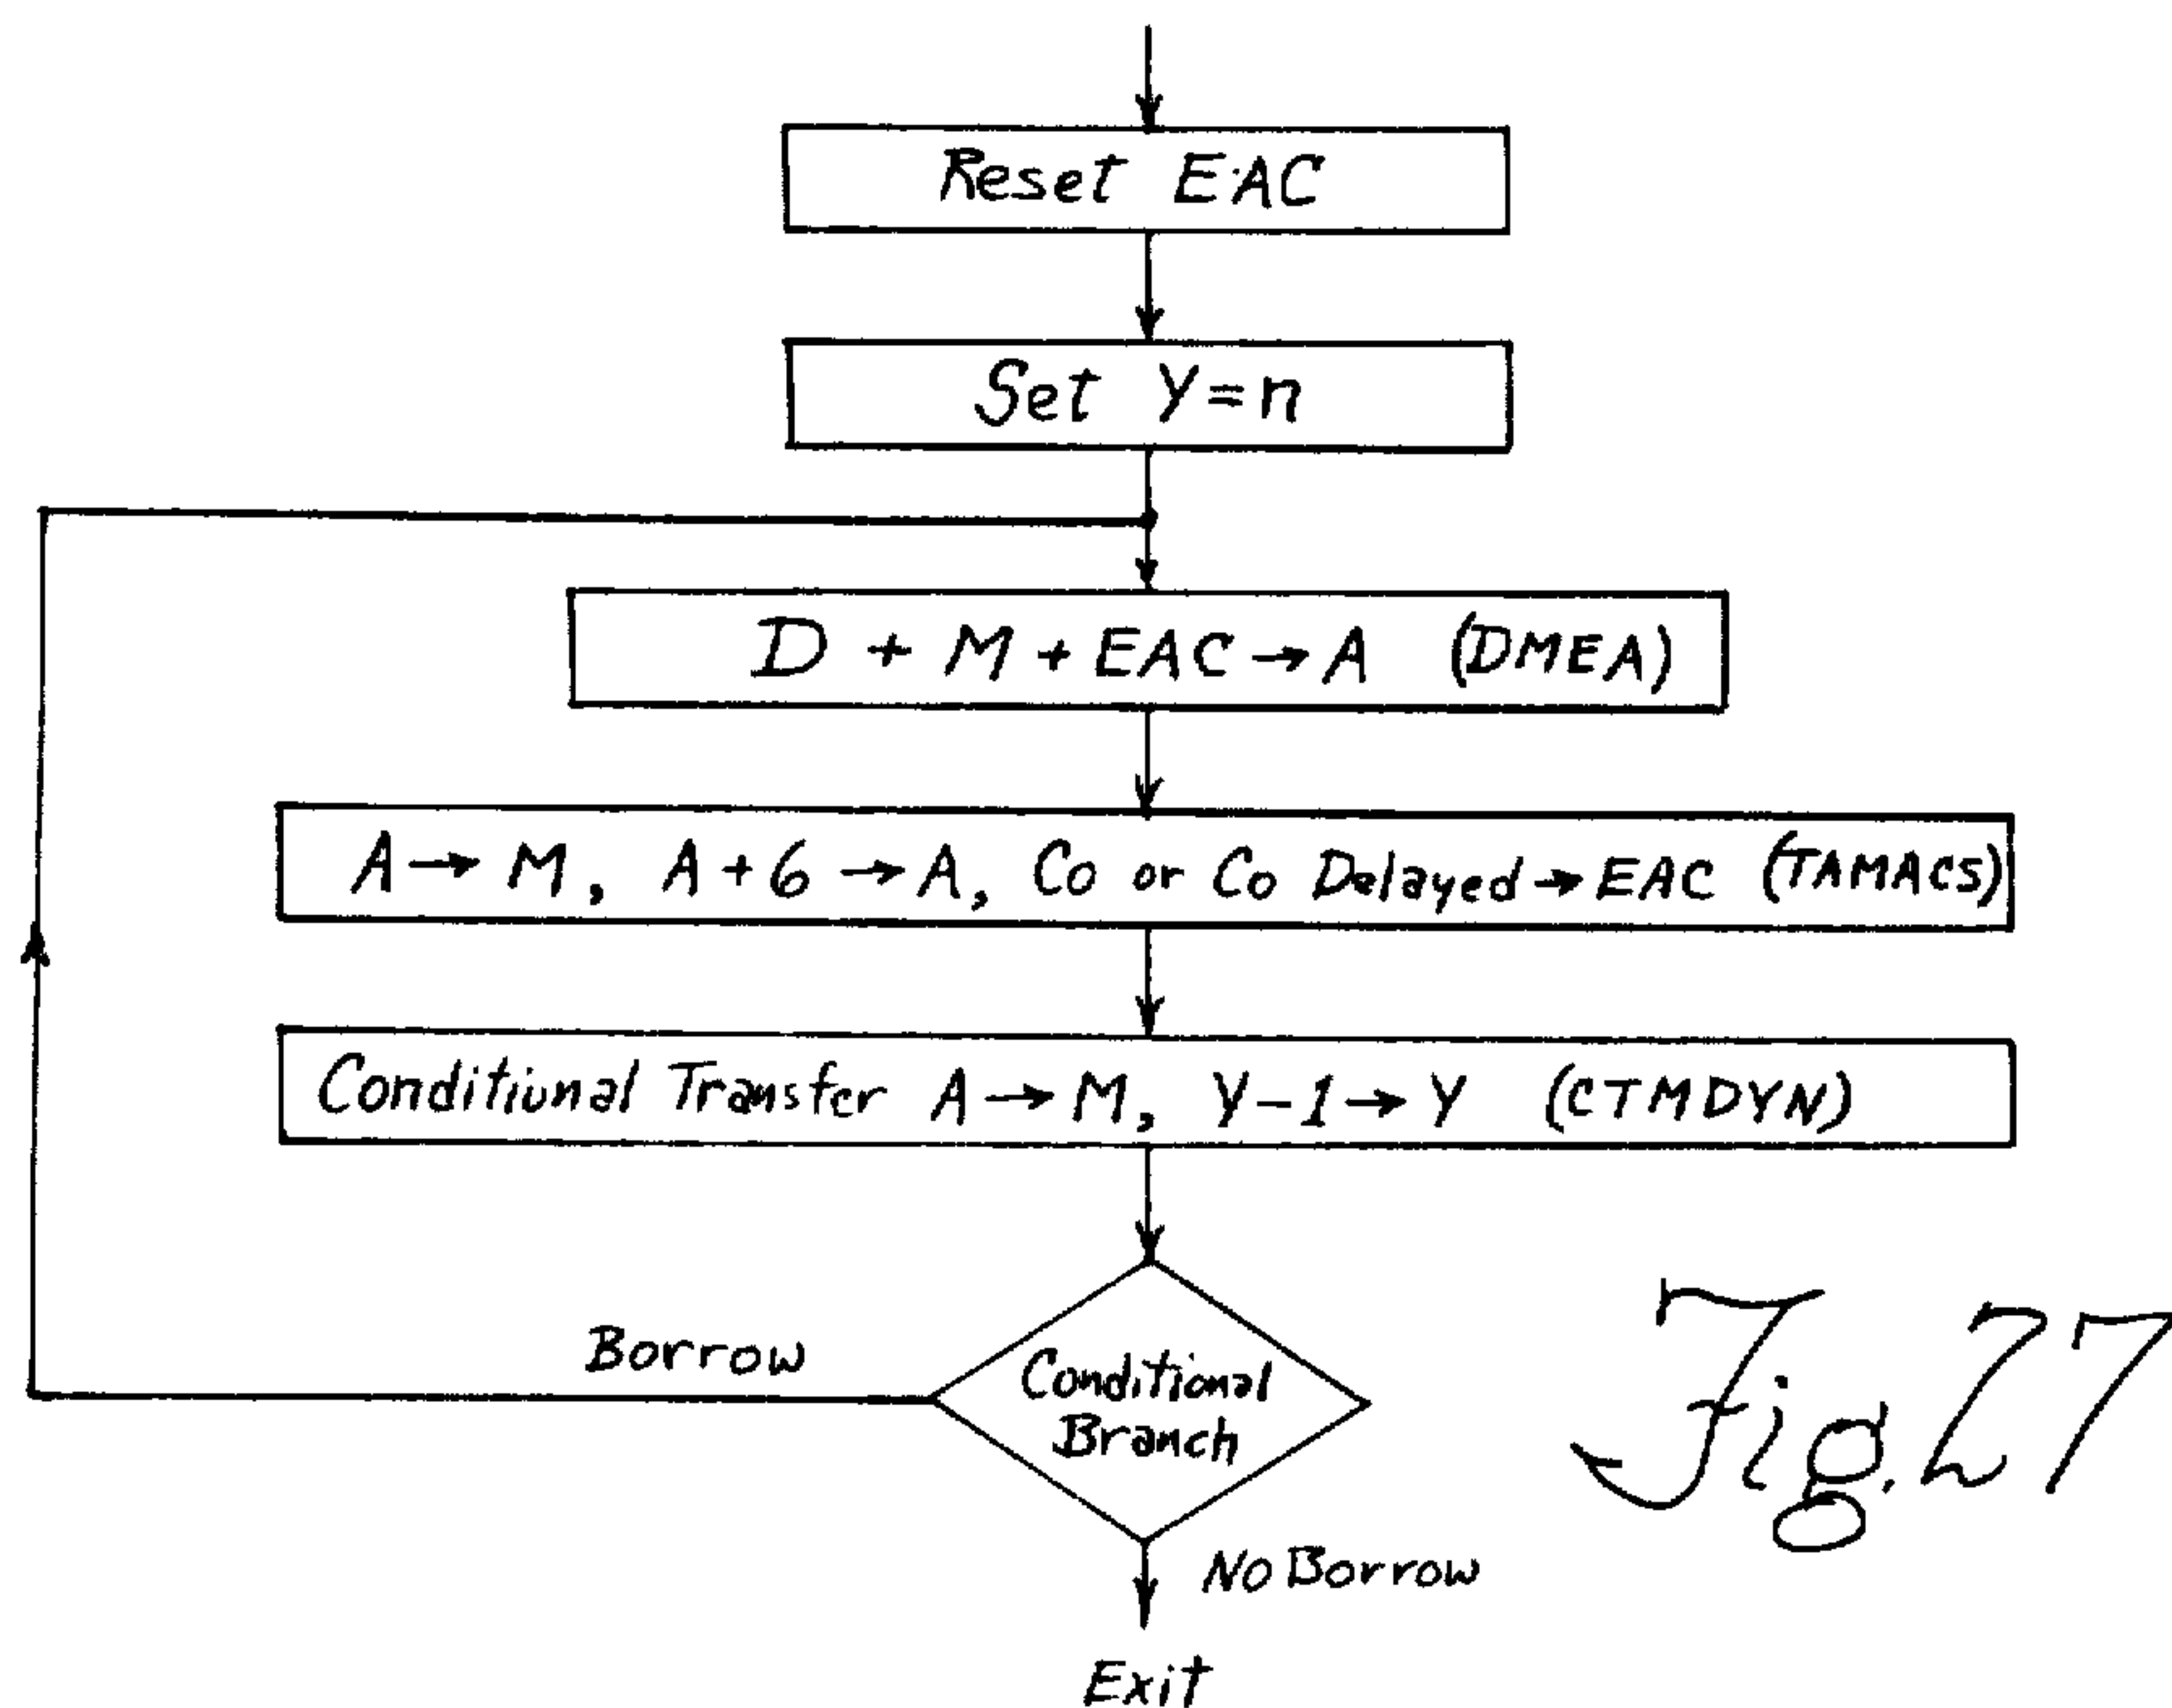 Reset EAC
Set Y=n
D + M + EAC → A (DMEA)
A → M, A + 6 → A, Co or Co Delayed → EAC (TAMACS)
Conditional Transfer A → M, Y-1 → Y (CTMDYN)
Borrow
Conditional
Branch
No Borrow
Exit
Fig. 27